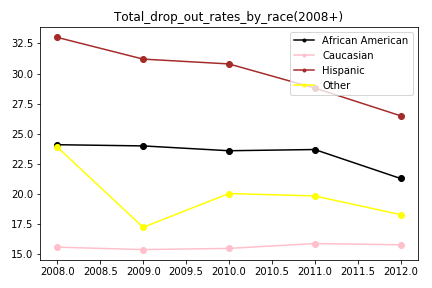 Total_drop_out_rates_by_race(2008+)
African American
Caucasian
Hispanic
Other
32.5
30.0
27.5
25.0
22.5
20.0
17.5
15.0
2008.0 2008.5 2009.0 2009.5 2010.0 2010.5 2011.0 2011.5 2012.0